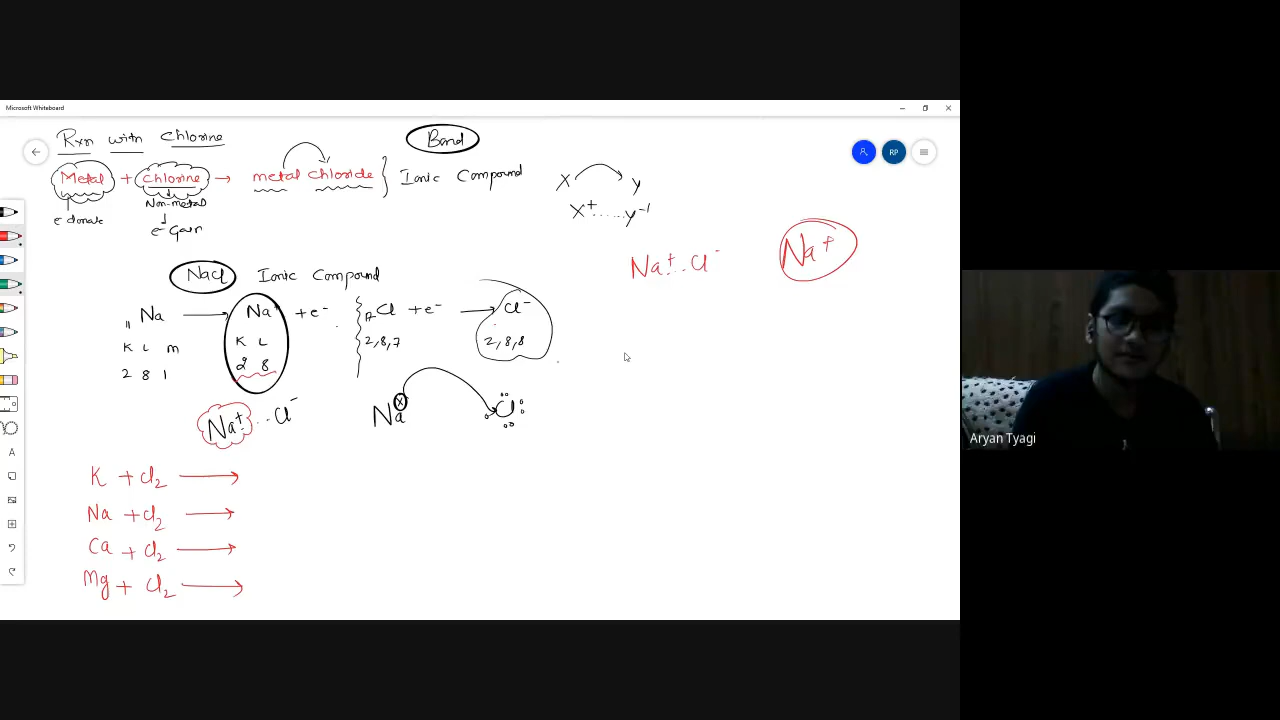 Microsoft Whiteboard
Rxn with Chlorine
Bond
Metal + Chlorine → metal chloride } Ionic Compound
e⁻ donate
Non-metal
e⁻ Gain
X Y
X⁺......Y⁻¹
Na⁺...Cl⁻
Na⁺
NaCl Ionic Compound
Na → Na⁺ + e⁻
17Cl + e⁻ → Cl⁻
11
K L M
2 8 1
K L
2 8
2,8,7
2,8,8
Na⁺...Cl⁻
Na x Cl
K + Cl₂ →
Na + Cl₂ →
Ca + Cl₂ →
Mg + Cl₂ →
RP
A
Aryan Tyagi